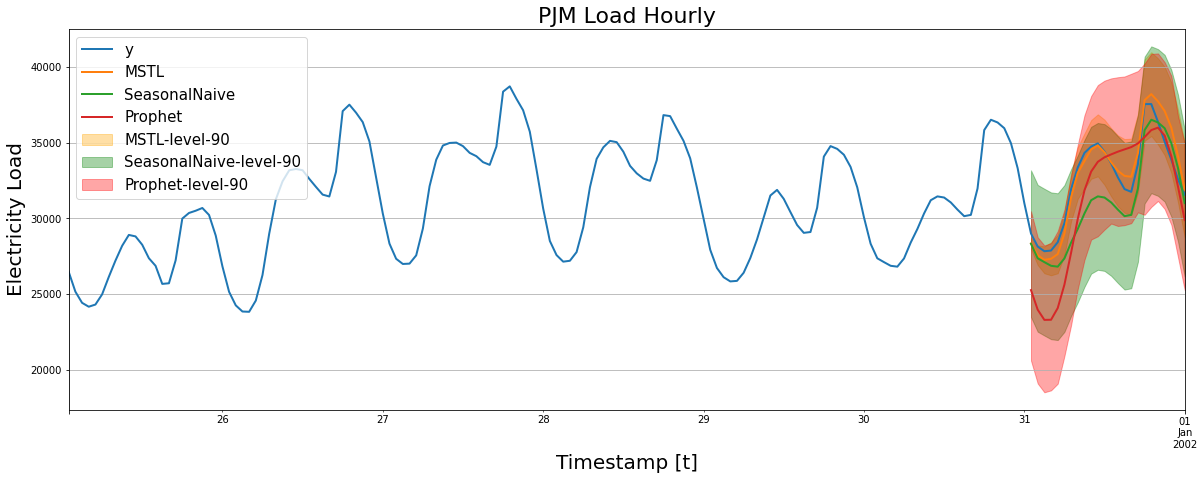 PJM Load Hourly
y
MSTL
SeasonalNaive
Prophet
MSTL-level-90
SeasonalNaive-level-90
Prophet-level-90
Electricity Load
40000
35000
30000
25000
20000
26
27
28
29
30
31
01
Jan
2002
Timestamp [t]